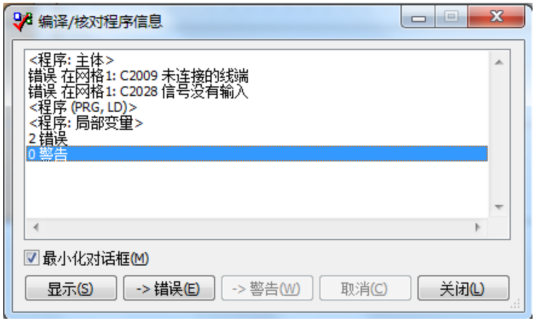 编译/核对程序信息
<程序: 主体>
错误 在网格1: C2009 未连接的线端
错误 在网格1: C2028 信号没有输入
<程序 (PRG, LD)>
<程序: 局部变量>
2 错误
0 警告
最小化对话框(M)
显示(S)
-> 错误(E)
-> 警告(W)
取消(C)
关闭(L)